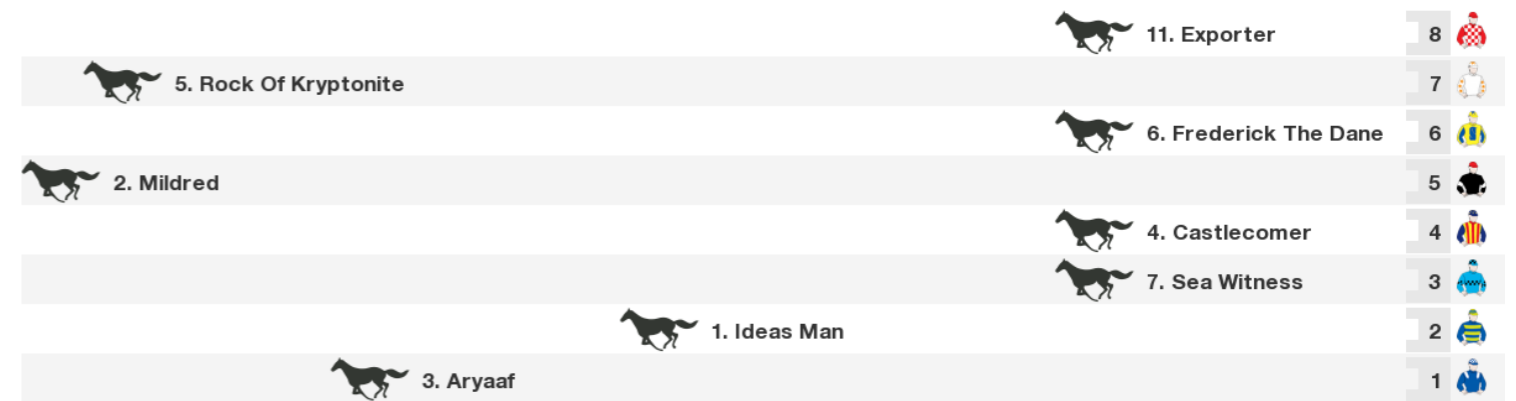 11. Exporter 8
5. Rock Of Kryptonite 7
6. Frederick The Dane 6
2. Mildred 5
4. Castlecomer 4
7. Sea Witness 3
1. Ideas Man 2
3. Aryaaf 1